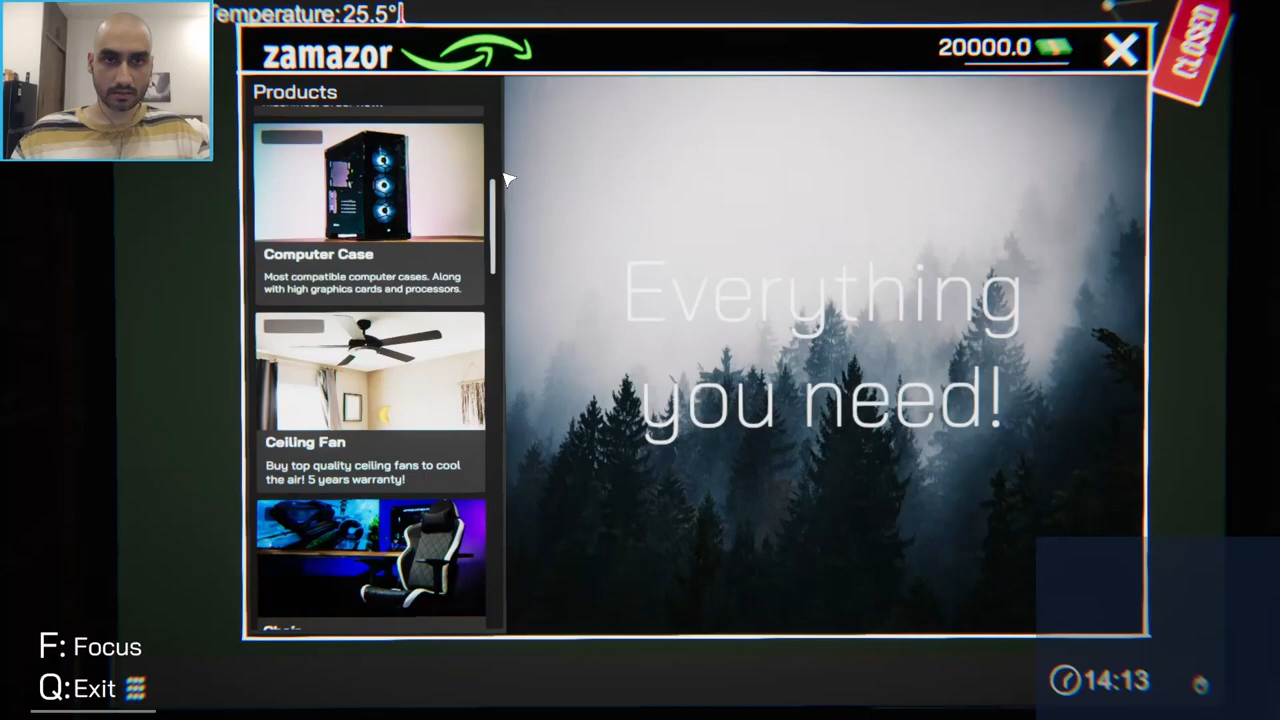 Temperature: 25.5°
zamazor
20000.0
CLOSED
Products
Computer Case
Most compatible computer cases. Along
with high graphics cards and processors.
Everything
you need!
Ceiling Fan
Buy top quality ceiling fans to cool
the air! 5 years warranty!
F: Focus
Q: Exit
14:13